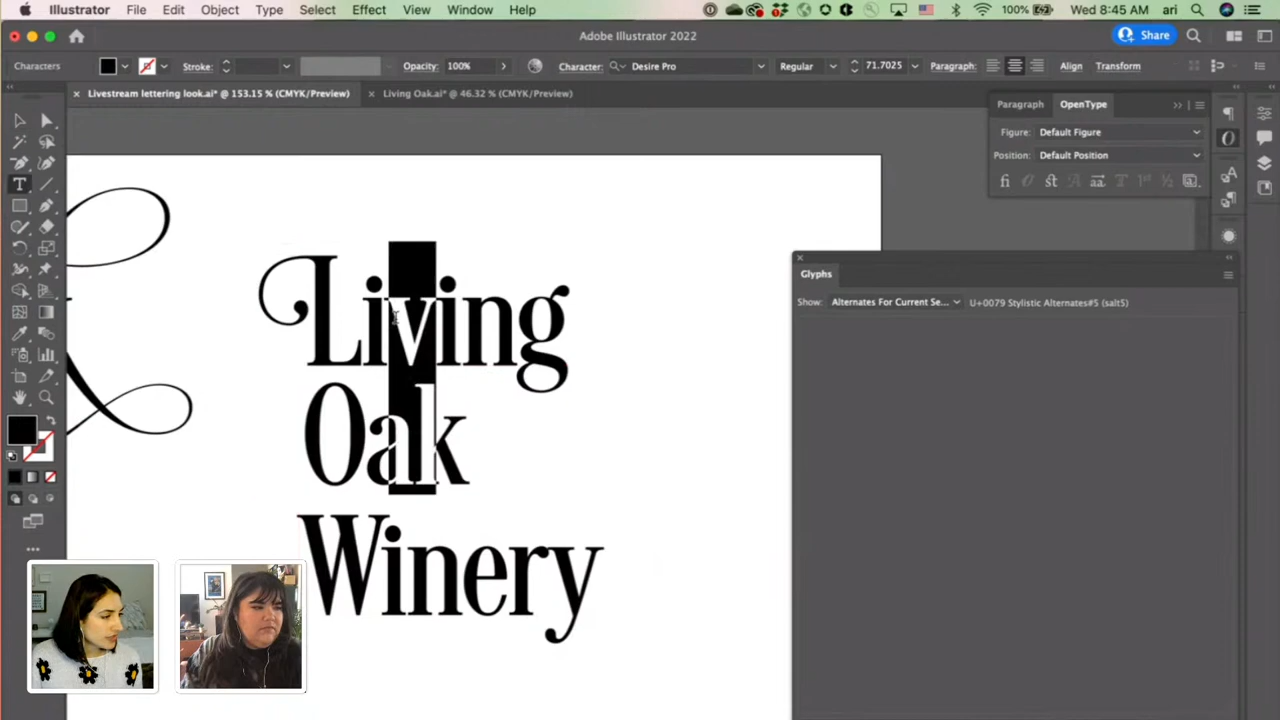 Illustrator File Edit Object Type Select Effect View Window Help 100% Wed 8:45 AM ari
Adobe Illustrator 2022 Share
Characters Stroke: Opacity: 100% Character: Desire Pro Regular 71.7025 Paragraph: Align Transform
× Livestream lettering look.ai* @ 153.15 % (CMYK/Preview) × Living Oak.ai* @ 46.32 % (CMYK/Preview)
Paragraph OpenType
Figure: Default Figure
Position: Default Position
Glyphs
Show: Alternates For Current Se... U+0079 Stylistic Alternates#5 (salt5)
Living
Oak
Winery